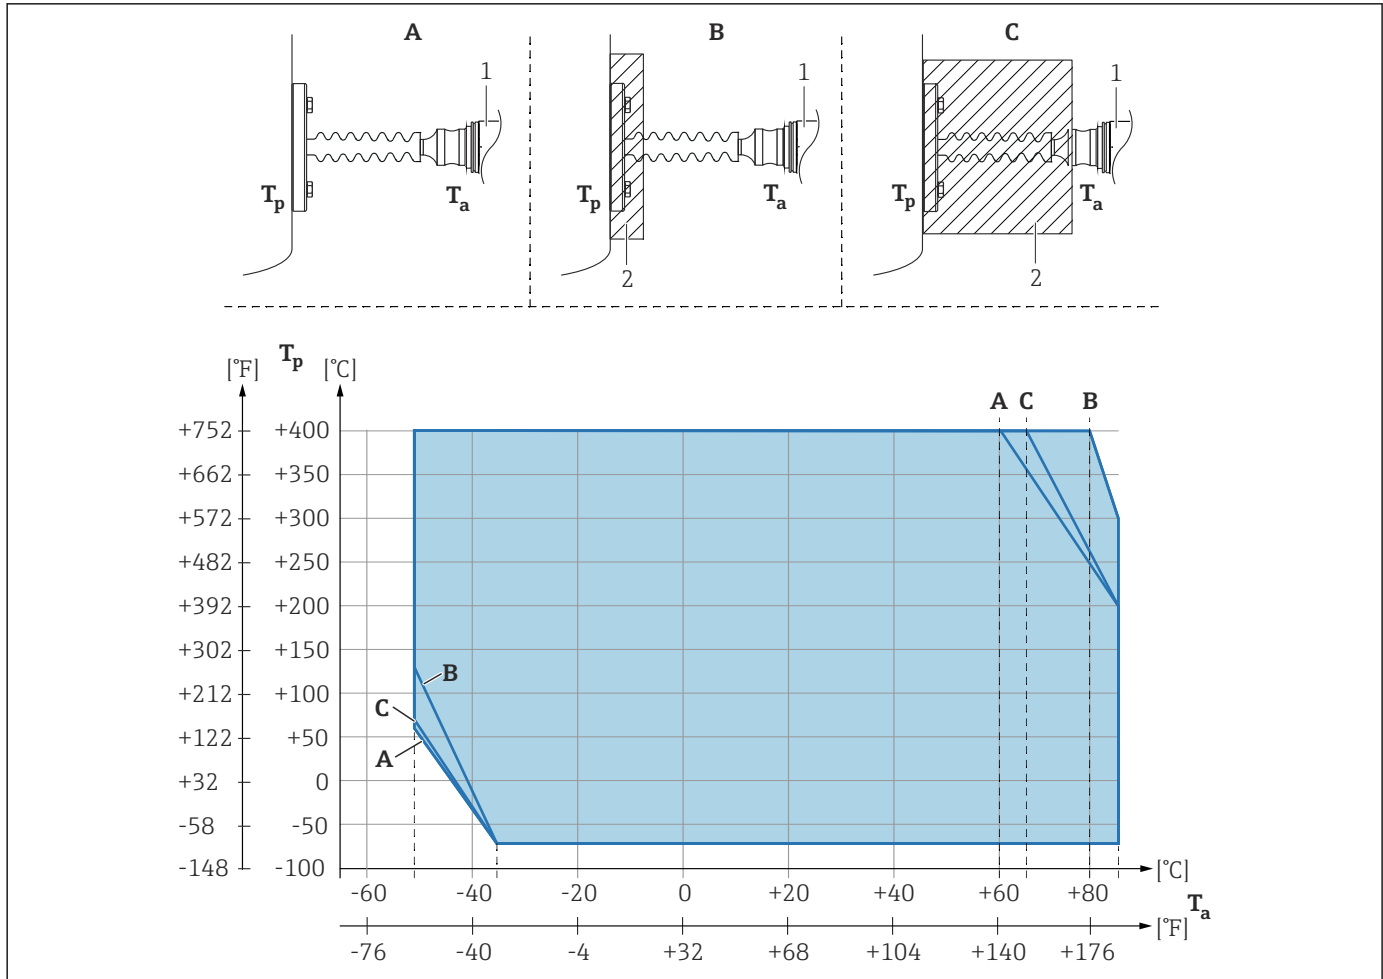 A B C
1 1 1
Tp Ta Tp Ta Tp Ta
2 2
Tp
[°F] [°C]
A C B
+752 +400
+662 +350
+572 +300
+482 +250
+392 +200
+302 +150
+212 +100
B
C
+122 +50
A
+32 0
-58 -50
-148 -100
[°C]
-60 -40 -20 0 +20 +40 +60 +80
Ta
[°F]
-76 -40 -4 +32 +68 +104 +140 +176